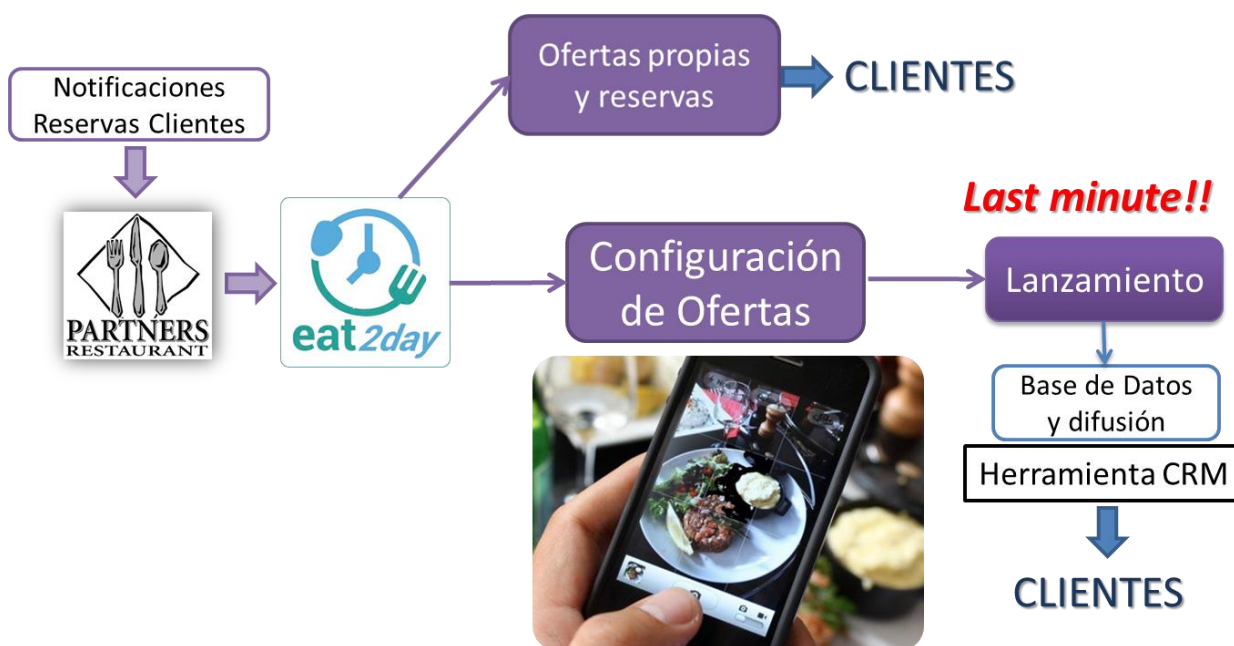 Notificaciones
Reservas Clientes
PARTNERS
RESTAURANT
eat2day
Ofertas propias
y reservas
CLIENTES
Configuración
de Ofertas
Last minute!!
Lanzamiento
Base de Datos
y difusión
Herramienta CRM
CLIENTES